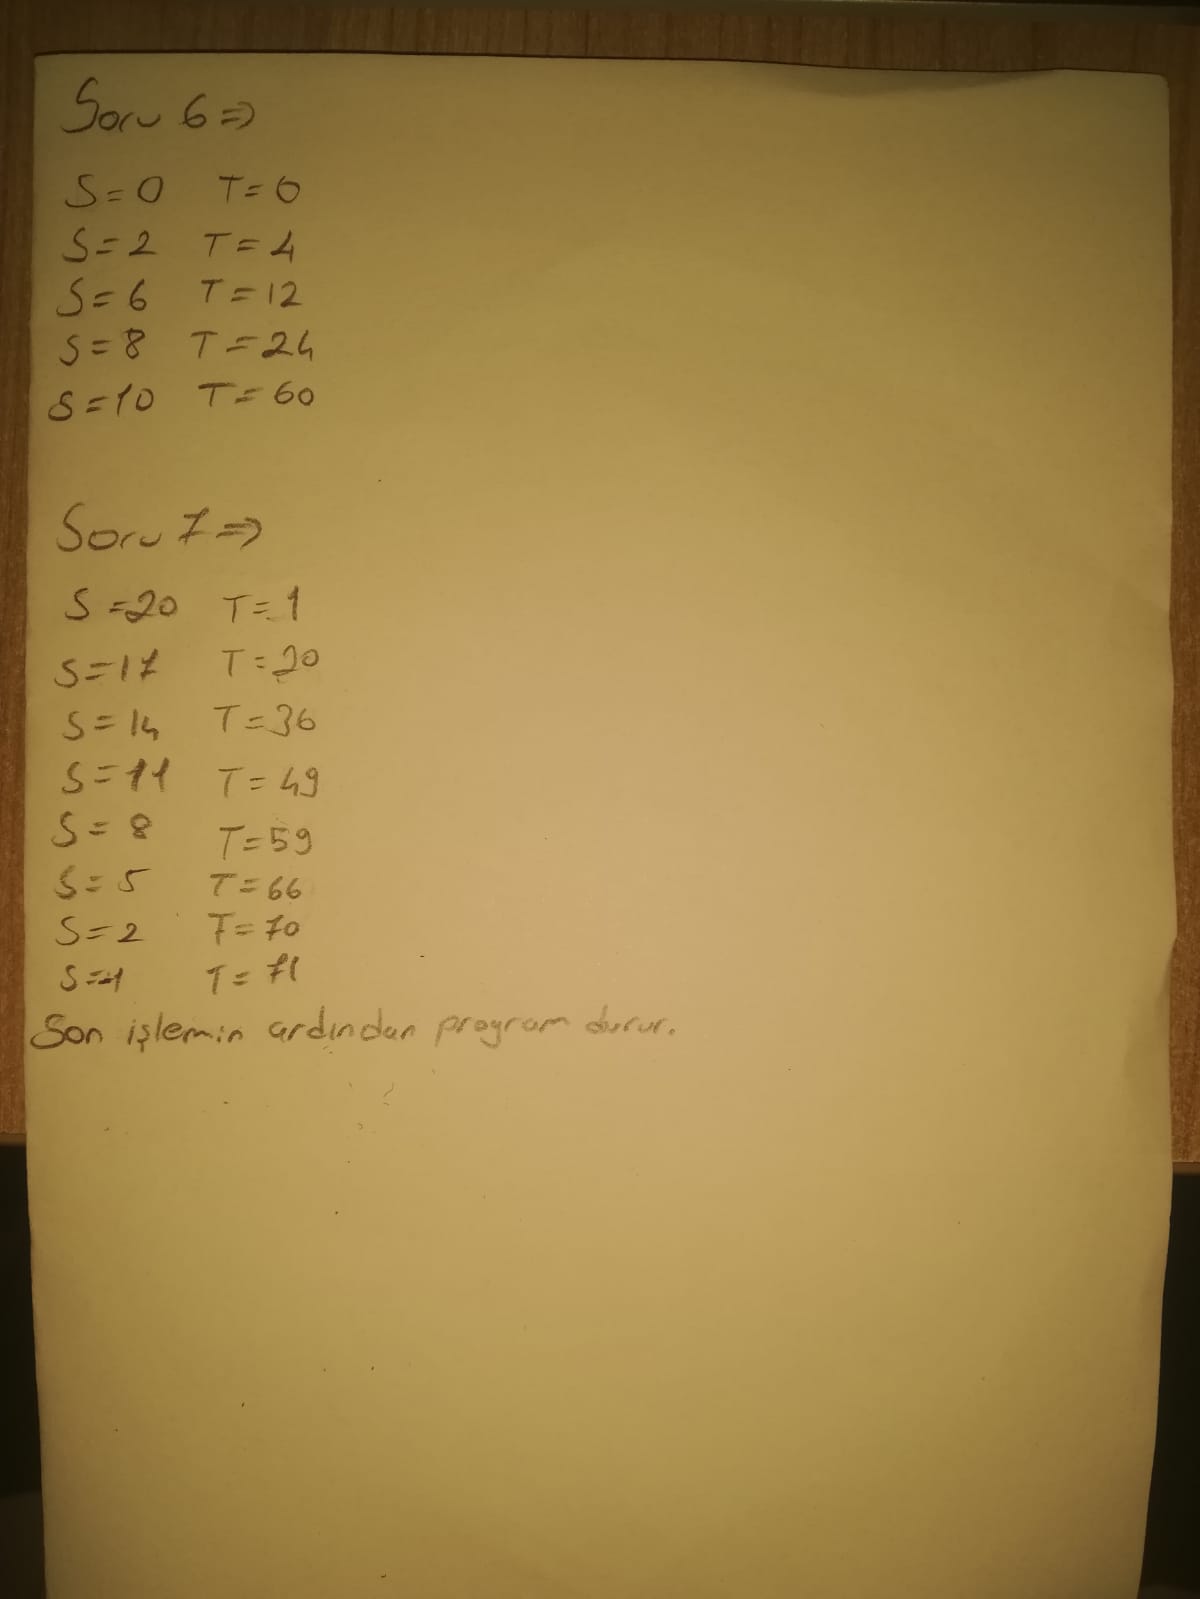 Soru 6 =>
S=0 T=0
S=2 T=4
S=6 T=12
S=8 T=24
S=10 T=60
Soru 7 =>
S=20 T=1
S=17 T=20
S=14 T=36
S=11 T=49
S=8 T=59
S=5 T=66
S=2 T=70
S=-1 T=71
Son işlemin ardından program durur.